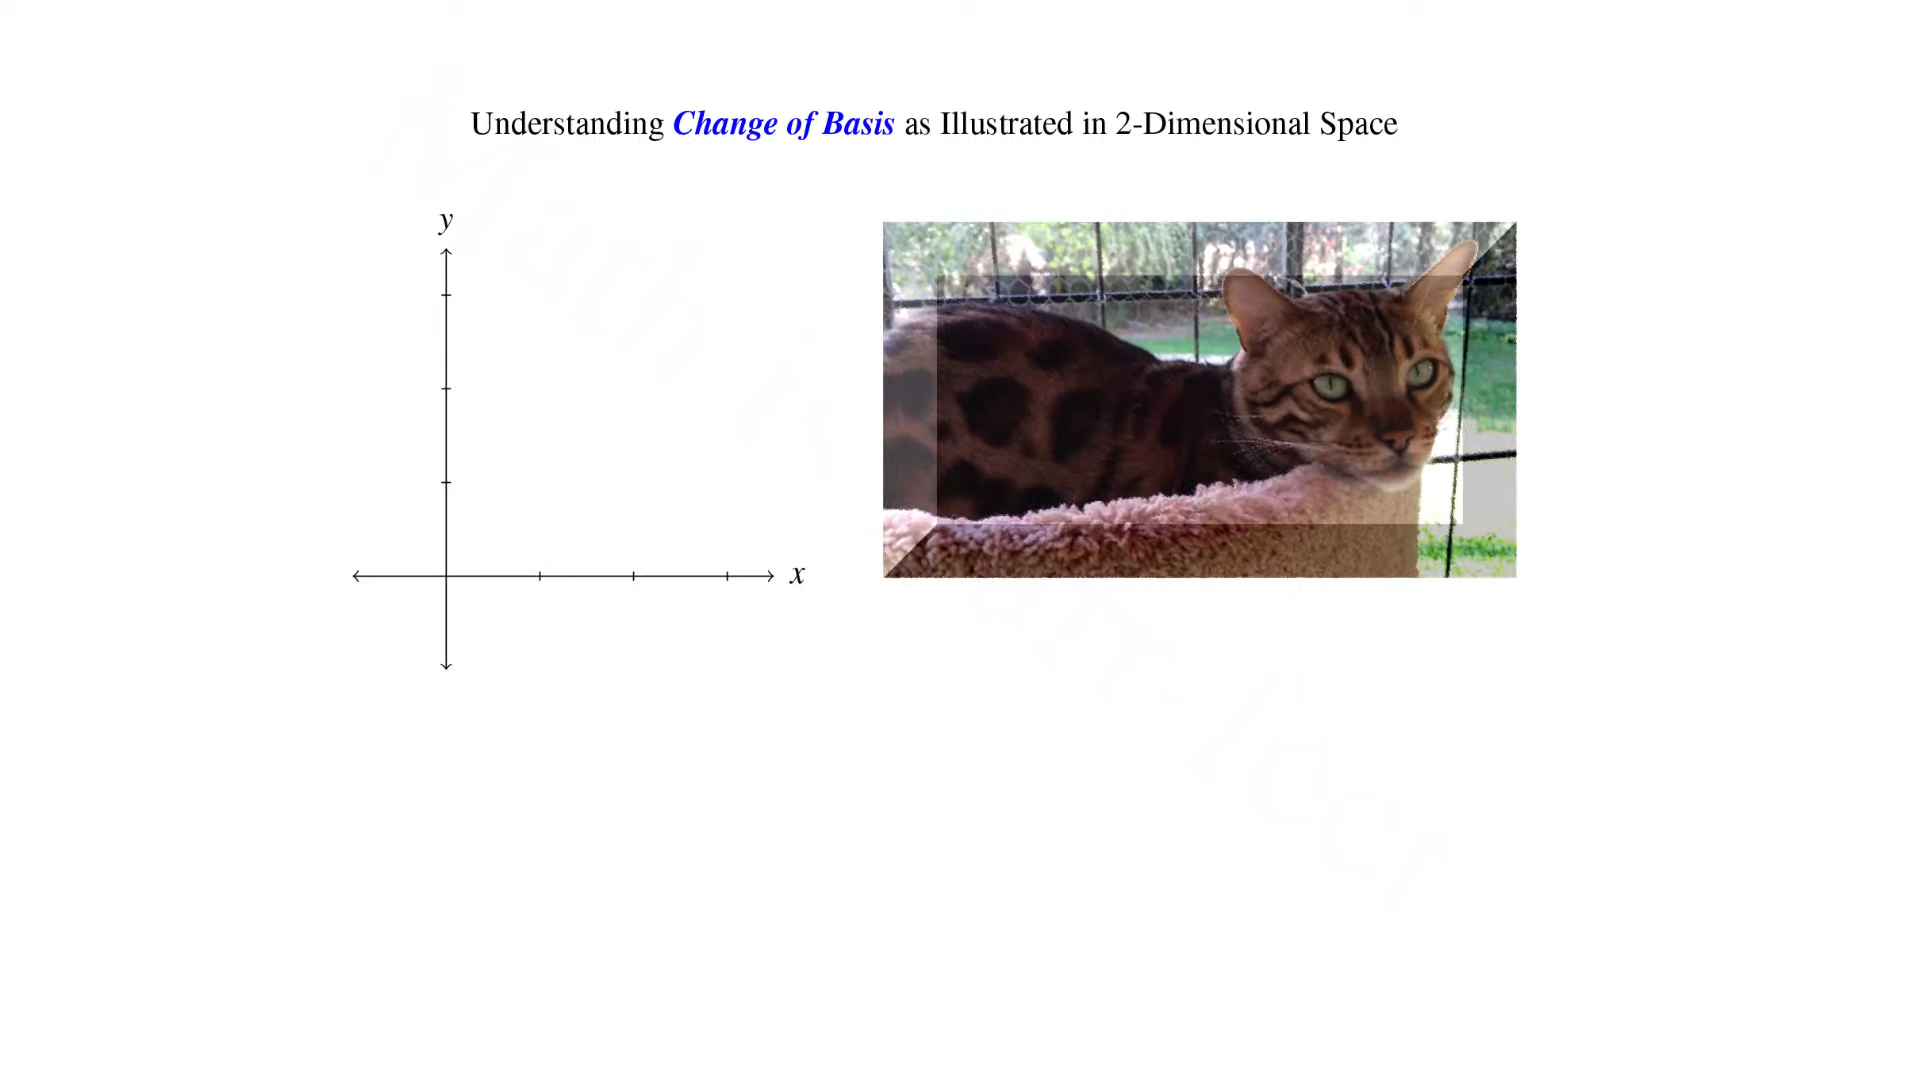 Understanding Change of Basis as Illustrated in 2-Dimensional Space
y
x